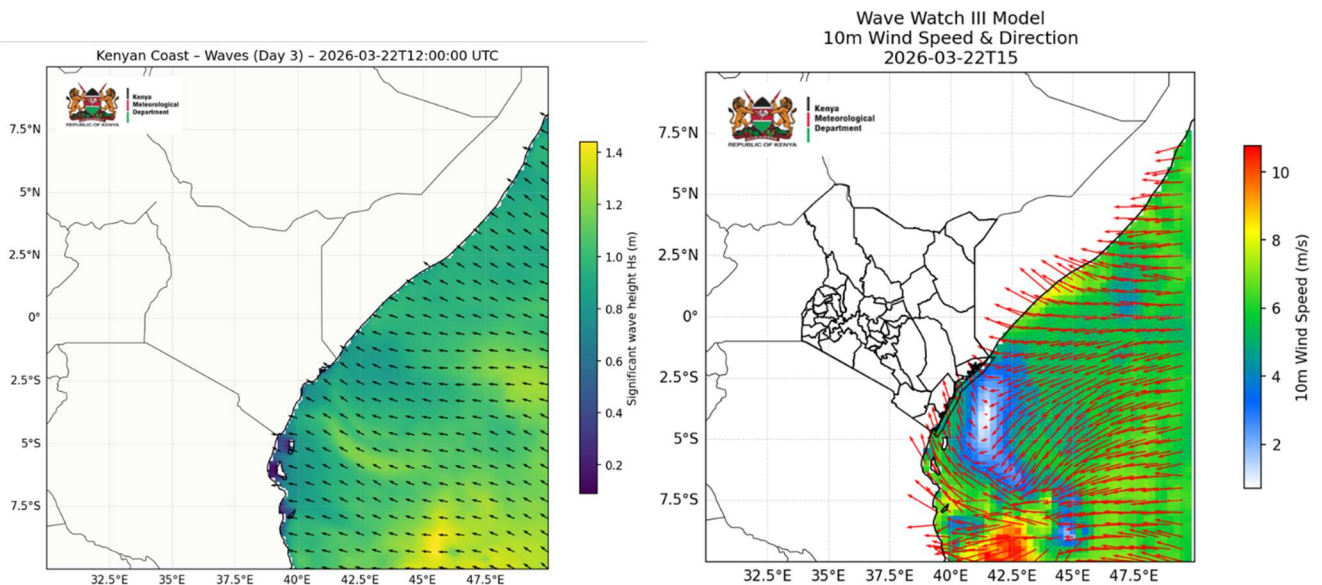 Kenyan Coast – Waves (Day 3) – 2026-03-22T12:00:00 UTC
Kenya
Meteorological
Department
REPUBLIC OF KENYA
7.5°N
5°N
2.5°N
0°
2.5°S
5°S
7.5°S
32.5°E 35°E 37.5°E 40°E 42.5°E 45°E 47.5°E
1.4
1.2
1.0
0.8
0.6
0.4
0.2
Significant wave height Hs (m)
Wave Watch III Model
10m Wind Speed & Direction
2026-03-22T15
Kenya
Meteorological
Department
REPUBLIC OF KENYA
7.5°N
5°N
2.5°N
0°
2.5°S
5°S
7.5°S
32.5°E 35°E 37.5°E 40°E 42.5°E 45°E 47.5°E
10
8
6
4
2
10m Wind Speed (m/s)